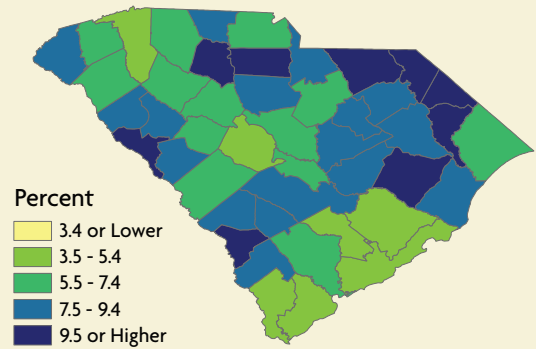 Percent
3.4 or Lower
3.5 - 5.4
5.5 - 7.4
7.5 - 9.4
9.5 or Higher